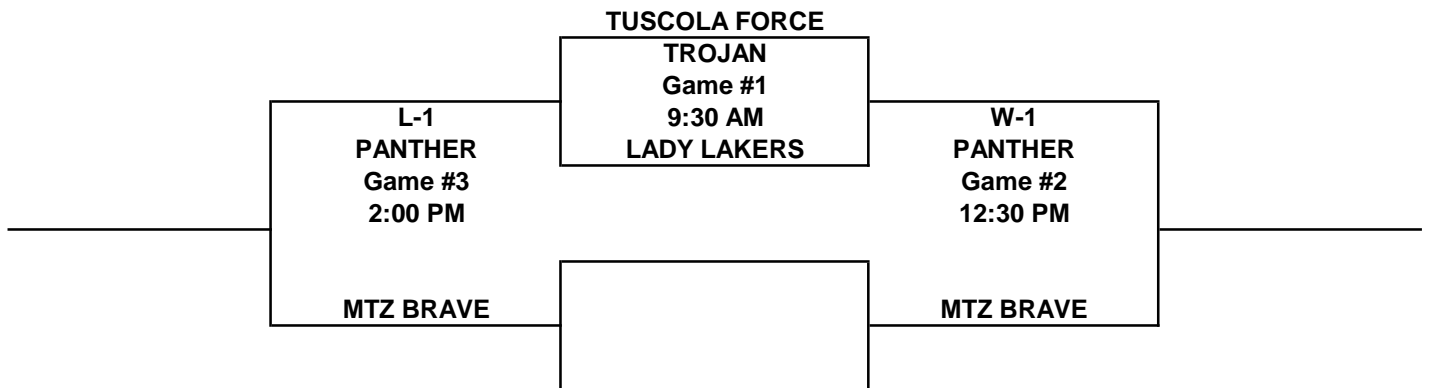 TUSCOLA FORCE
TROJAN
Game #1
9:30 AM
LADY LAKERS
L-1
PANTHER
Game #3
2:00 PM
MTZ BRAVE
W-1
PANTHER
Game #2
12:30 PM
MTZ BRAVE